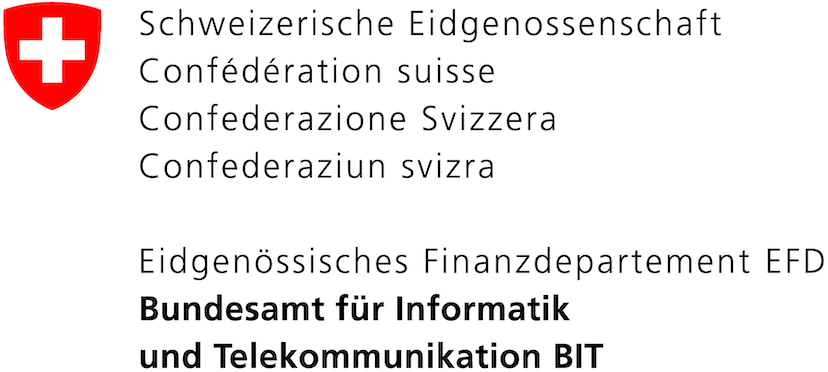 Schweizerische Eidgenossenschaft
Confédération suisse
Confederazione Svizzera
Confederaziun svizra
Eidgenössisches Finanzdepartement EFD
Bundesamt für Informatik
und Telekommunikation BIT